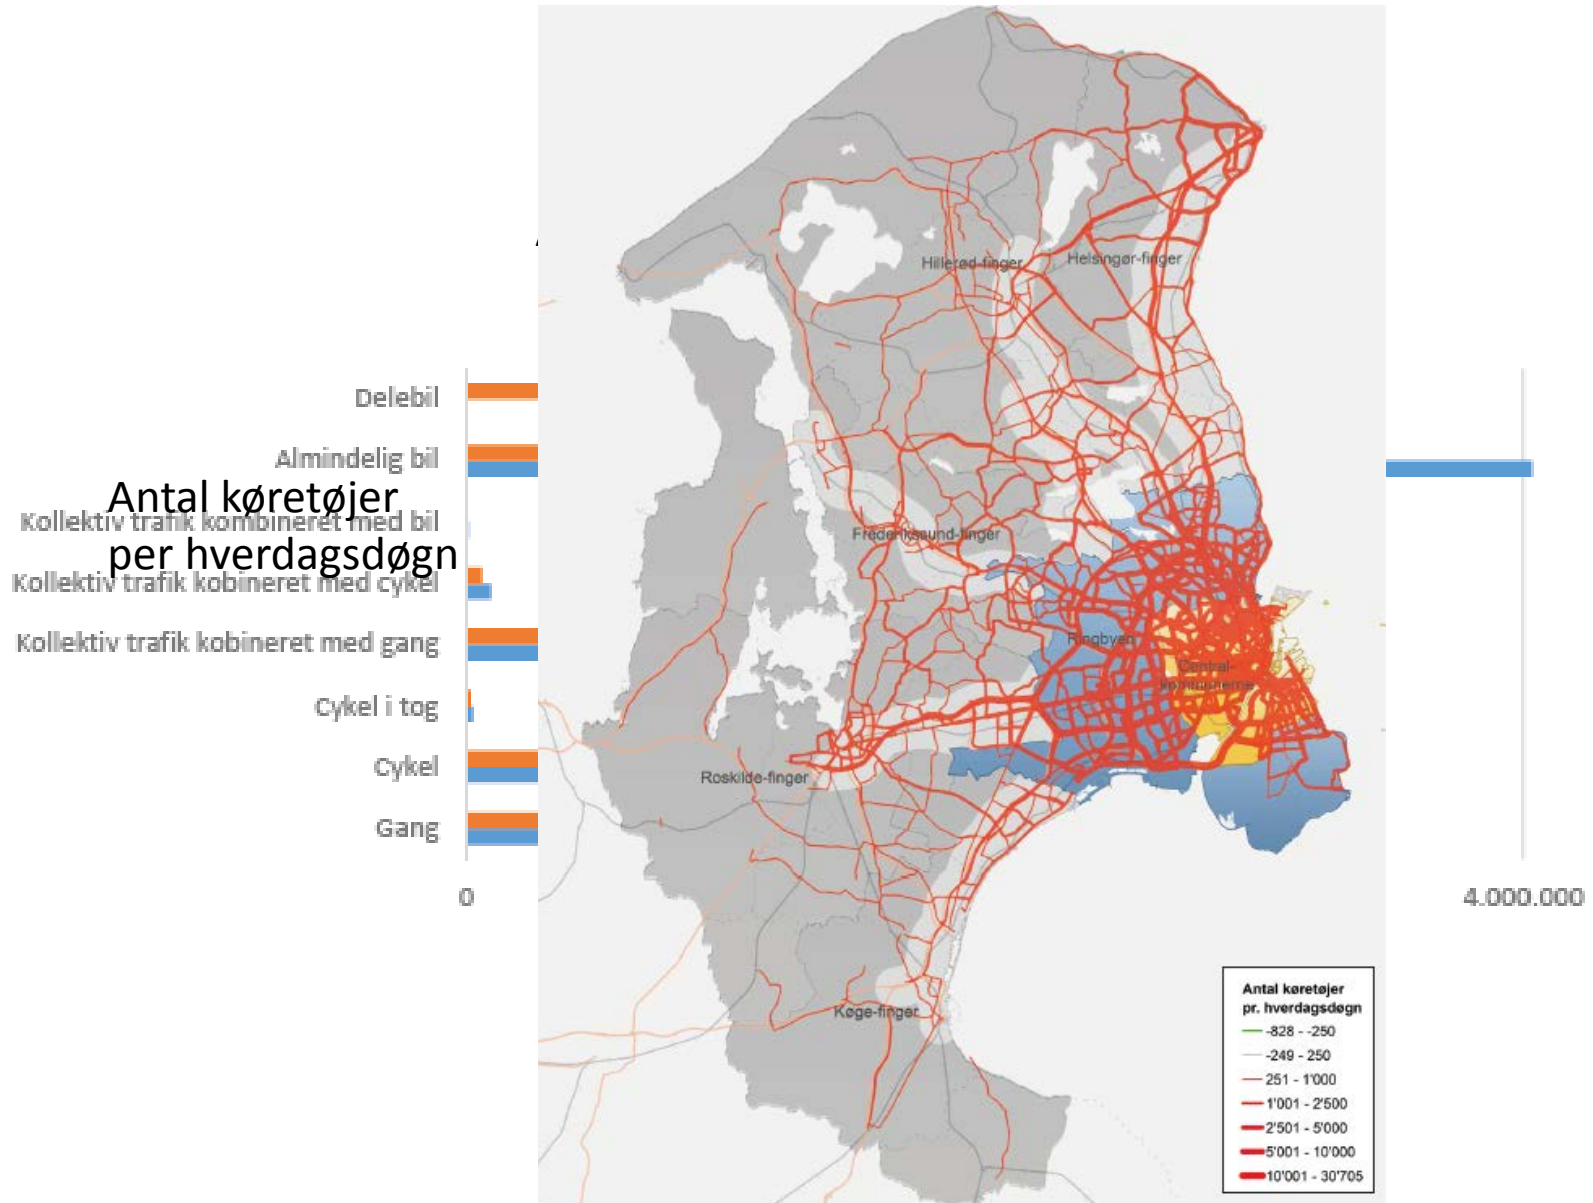 Delebil
Almindelig bil
Antal køretøjer
Kollektiv trafik kombineret med bil
per hverdagsdøgn
Kollektiv trafik kobineret med cykel
Kollektiv trafik kobineret med gang
Cykel i tog
Cykel
Gang
0
4.000.000
Hillerød-finger
Helsingør-finger
Frederikssund-finger
Ringbyen
Central-
kommunerne
Roskilde-finger
Køge-finger
Antal køretøjer
pr. hverdagsdøgn
-828 - -250
-249 - 250
251 - 1'000
1'001 - 2'500
2'501 - 5'000
5'001 - 10'000
10'001 - 30'705